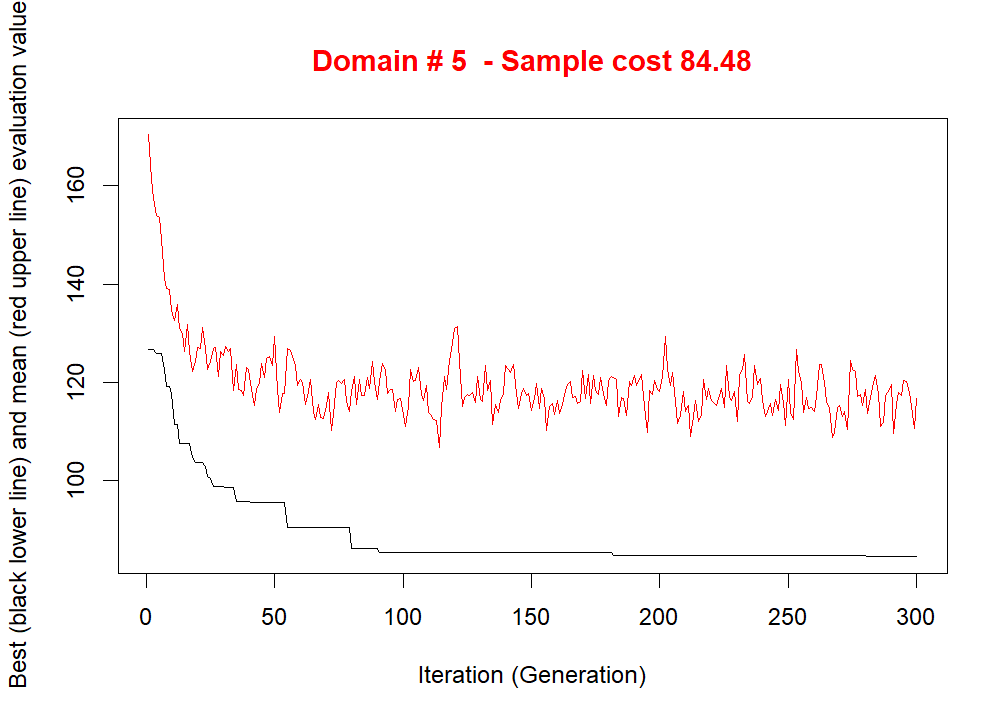 Domain # 5  - Sample cost 84.48
Best (black lower line) and mean (red upper line) evaluation value
160
140
120
100
0 50 100 150 200 250 300
Iteration (Generation)